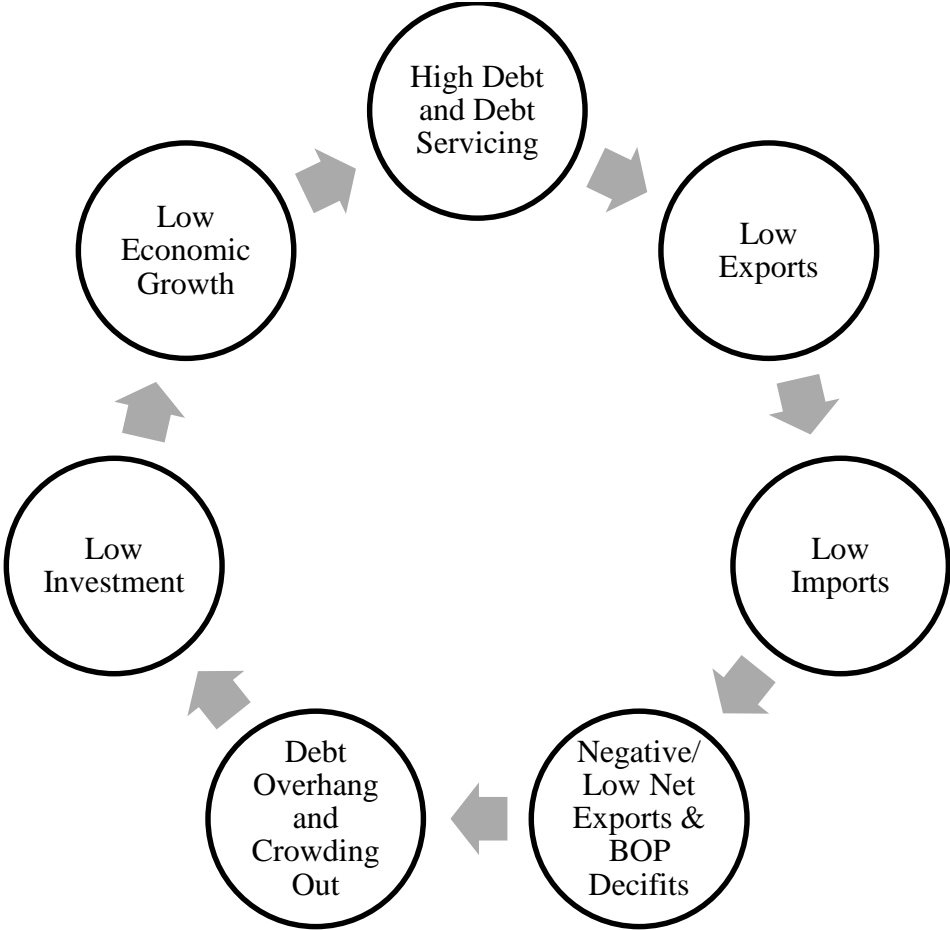 High Debt
and Debt
Servicing
Low
Exports
Low
Imports
Negative/
Low Net
Exports &
BOP
Decifits
Debt
Overhang
and
Crowding
Out
Low
Investment
Low
Economic
Growth